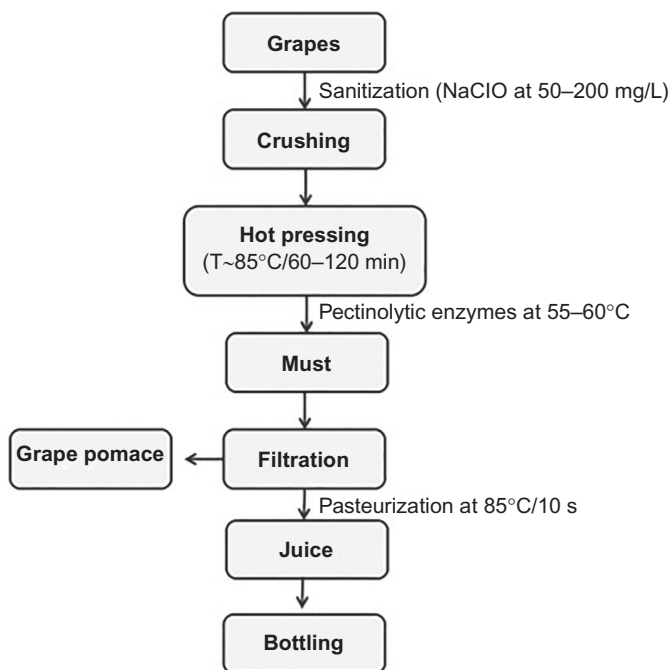 Grapes
Sanitization (NaClO at 50–200 mg/L)
Crushing
Hot pressing
(T~85°C/60–120 min)
Pectinolytic enzymes at 55–60°C
Must
Grape pomace
Filtration
Pasteurization at 85°C/10 s
Juice
Bottling